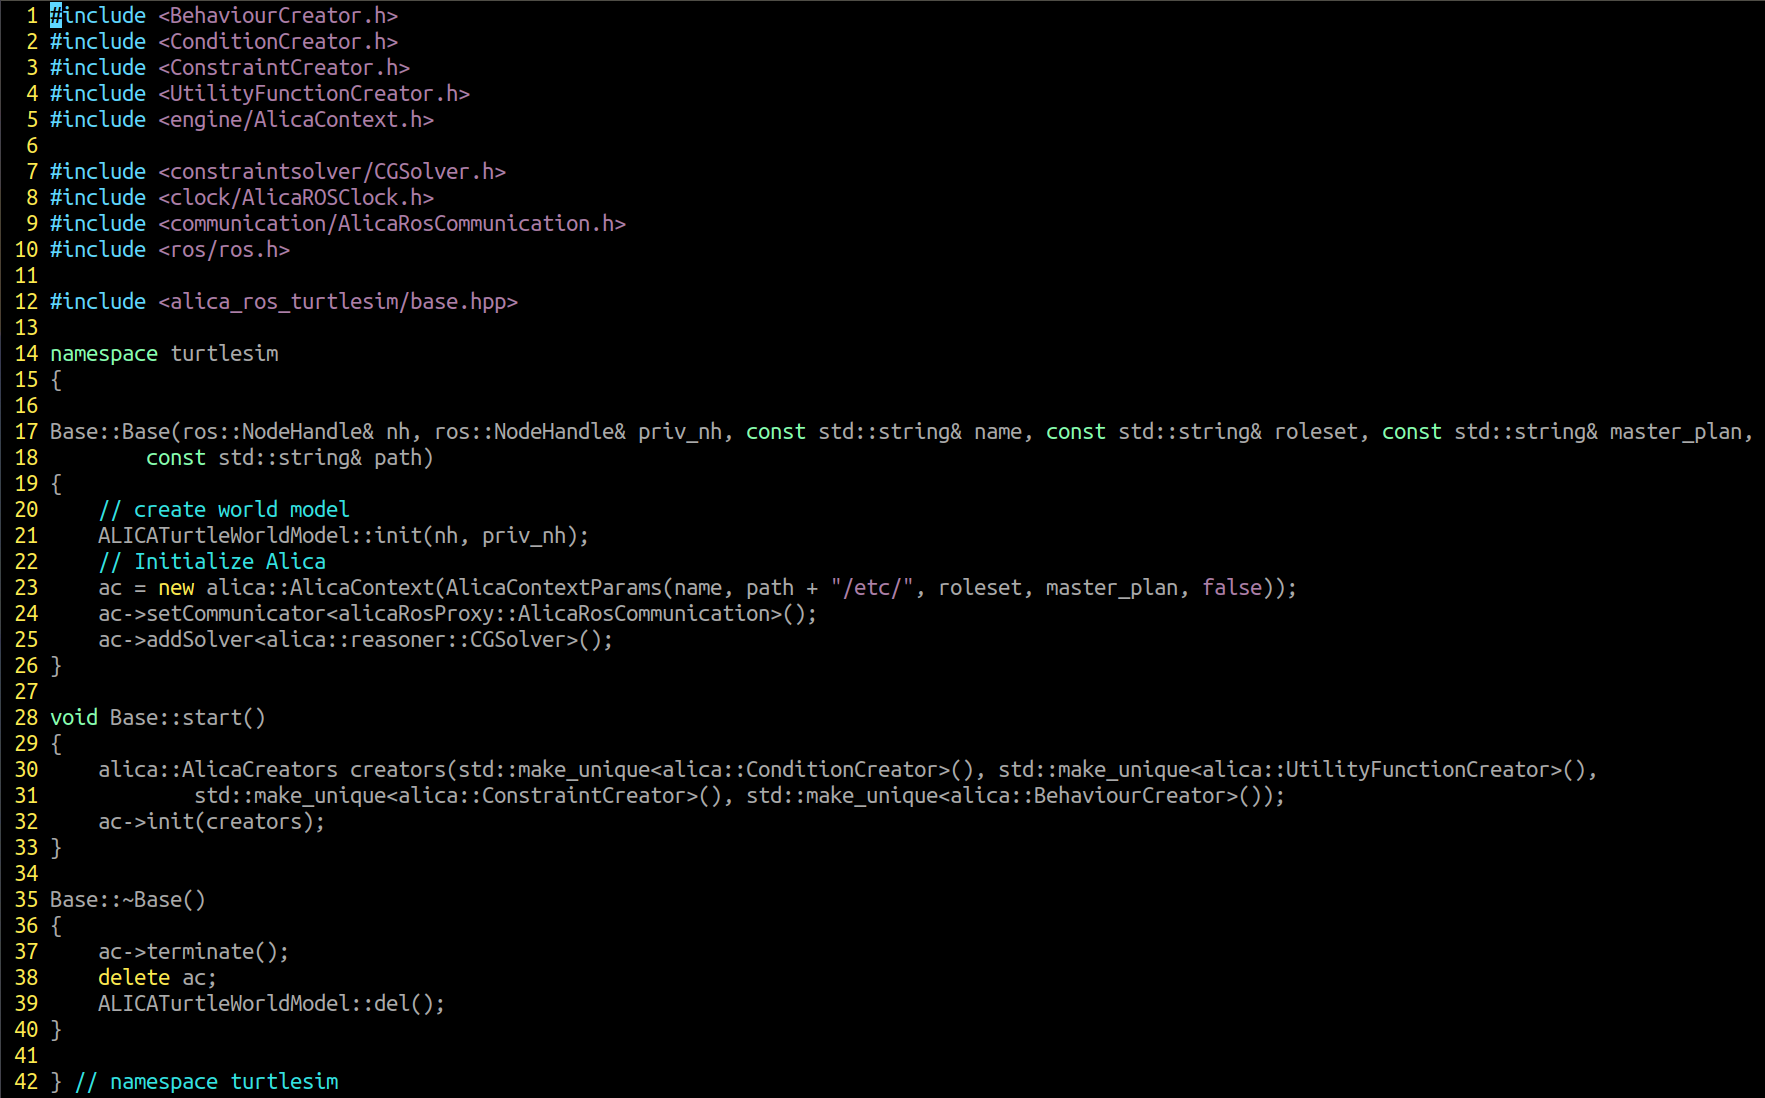 1 #include <BehaviourCreator.h>
2 #include <ConditionCreator.h>
3 #include <ConstraintCreator.h>
4 #include <UtilityFunctionCreator.h>
5 #include <engine/AlicaContext.h>
6
7 #include <constraintsolver/CGSolver.h>
8 #include <clock/AlicaROSClock.h>
9 #include <communication/AlicaRosCommunication.h>
10 #include <ros/ros.h>
11
12 #include <alica_ros_turtlesim/base.hpp>
13
14 namespace turtlesim
15 {
16
17 Base::Base(ros::NodeHandle& nh, ros::NodeHandle& priv_nh, const std::string& name, const std::string& roleset, const std::string& master_plan,
18         const std::string& path)
19 {
20     // create world model
21     ALICATurtleWorldModel::init(nh, priv_nh);
22     // Initialize Alica
23     ac = new alica::AlicaContext(AlicaContextParams(name, path + "/etc/", roleset, master_plan, false));
24     ac->setCommunicator<alicaRosProxy::AlicaRosCommunication>();
25     ac->addSolver<alica::reasoner::CGSolver>();
26 }
27
28 void Base::start()
29 {
30     alica::AlicaCreators creators(std::make_unique<alica::ConditionCreator>(), std::make_unique<alica::UtilityFunctionCreator>(),
31             std::make_unique<alica::ConstraintCreator>(), std::make_unique<alica::BehaviourCreator>());
32     ac->init(creators);
33 }
34
35 Base::~Base()
36 {
37     ac->terminate();
38     delete ac;
39     ALICATurtleWorldModel::del();
40 }
41
42 } // namespace turtlesim